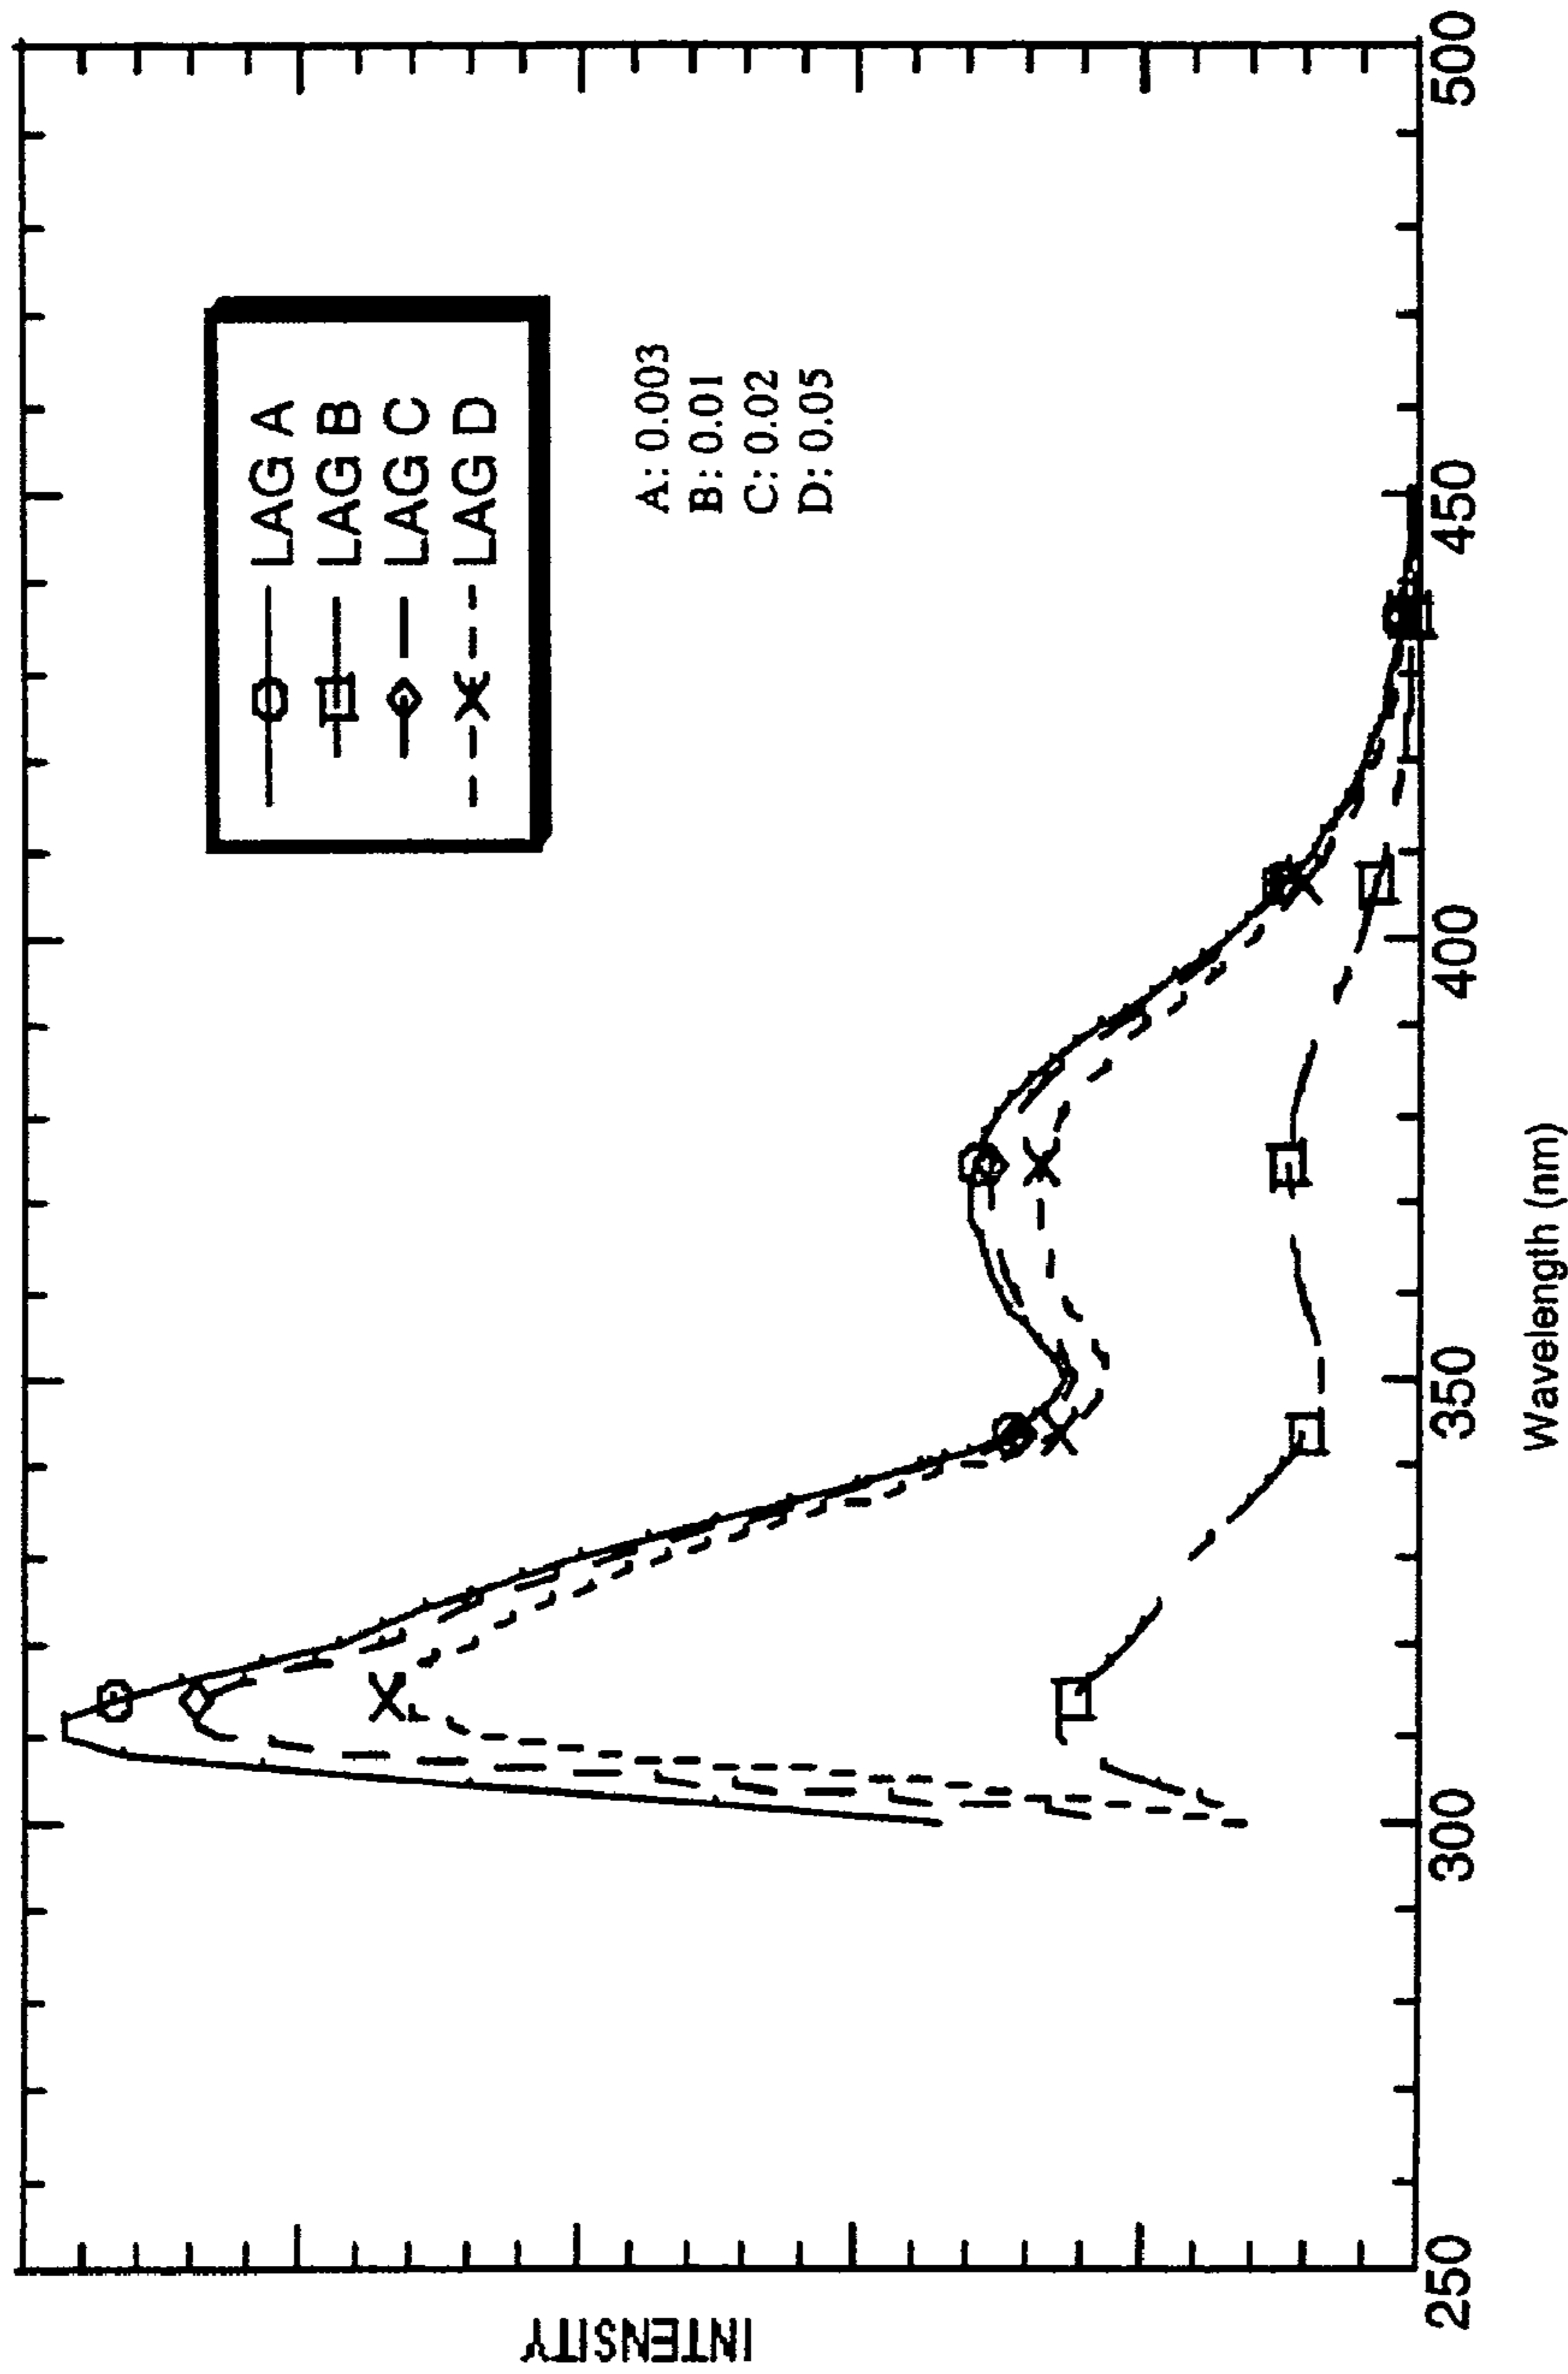 INTENSITY
LAG A
LAG B
LAG C
LAG D
A: 0.003
B: 0.01
C: 0.02
D: 0.05
250
300
350
400
450
500
Wavelength (nm)